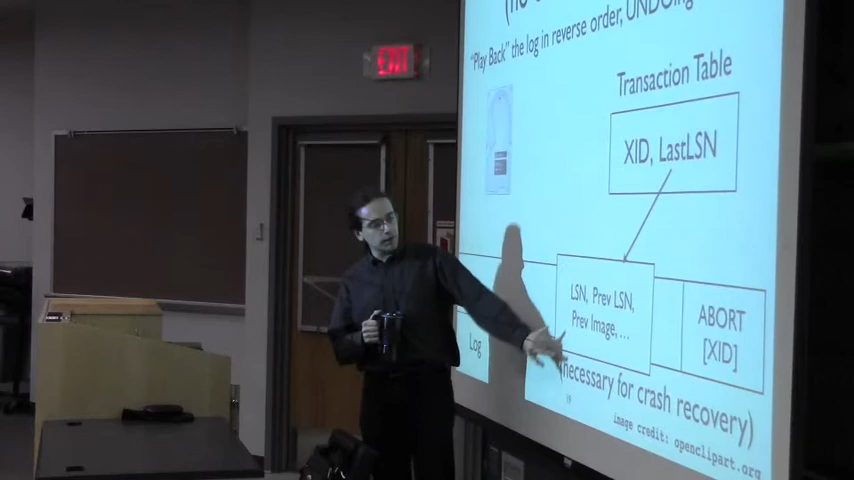 EXIT
"Play Back" the log in reverse order, UNDOing
Transaction Table
XID, LastLSN
LSN, Prev LSN,
Prev Image, ...
ABORT
[XID]
Log
necessary for crash recovery)
image credit: openclipart.org